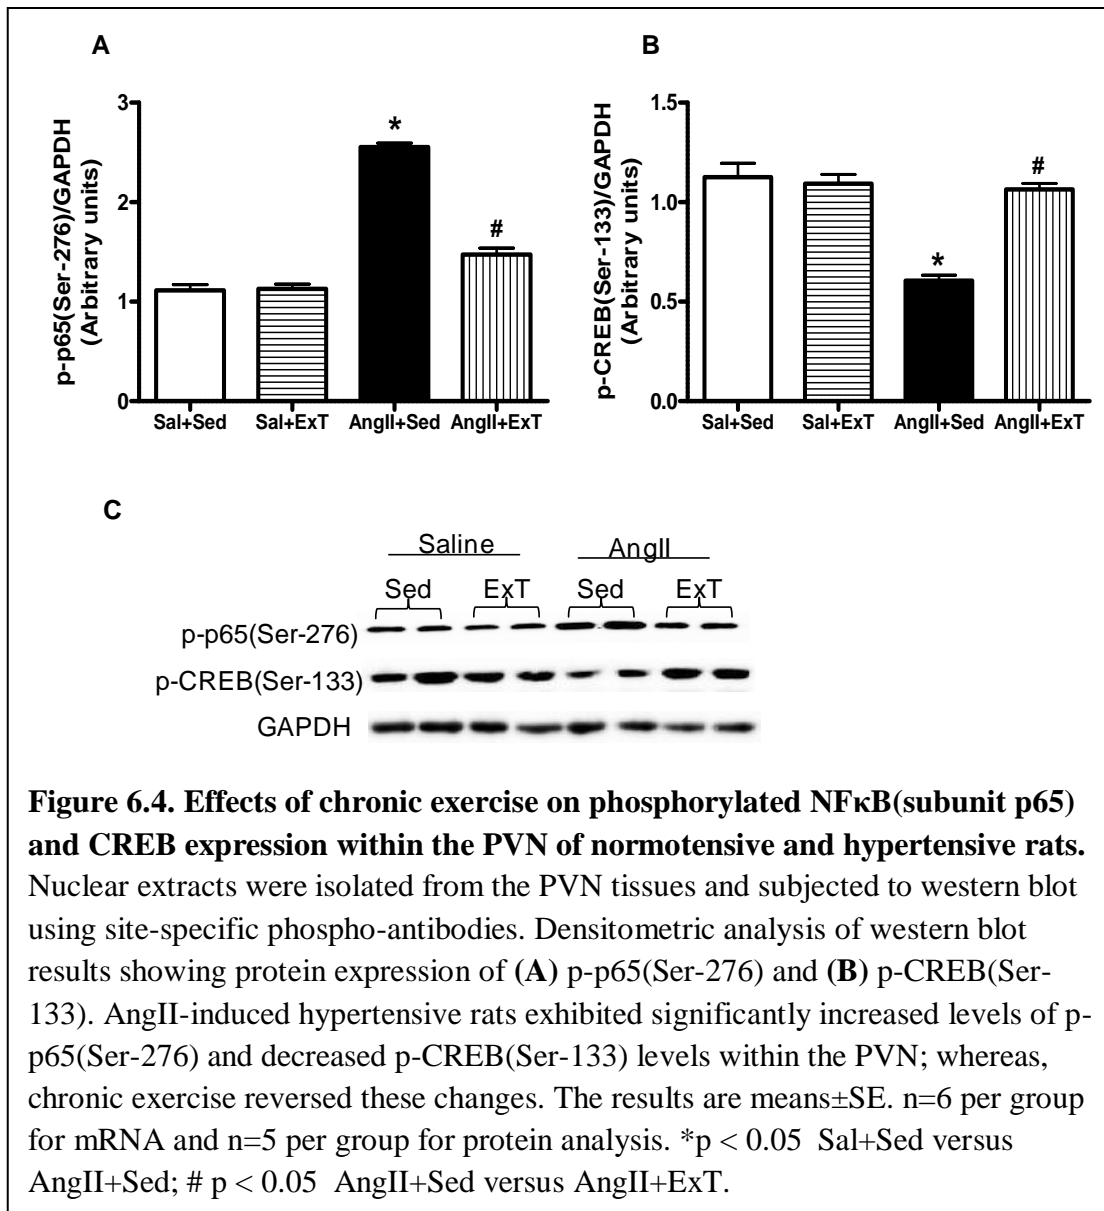 A
p-p65(Ser-276)/GAPDH
(Arbitrary units)
3
2
1
0
*
#
Sal+Sed Sal+ExT AngII+Sed AngII+ExT
B
p-CREB(Ser-133)/GAPDH
(Arbitrary units)
1.5
1.0
0.5
0.0
*
#
Sal+Sed Sal+ExT AngII+Sed AngII+ExT
C
Saline AngII
Sed ExT Sed ExT
p-p65(Ser-276)
p-CREB(Ser-133)
GAPDH
Figure 6.4. Effects of chronic exercise on phosphorylated NFκB(subunit p65)
and CREB expression within the PVN of normotensive and hypertensive rats.
Nuclear extracts were isolated from the PVN tissues and subjected to western blot
using site-specific phospho-antibodies. Densitometric analysis of western blot
results showing protein expression of (A) p-p65(Ser-276) and (B) p-CREB(Ser-
133). AngII-induced hypertensive rats exhibited significantly increased levels of p-
p65(Ser-276) and decreased p-CREB(Ser-133) levels within the PVN; whereas,
chronic exercise reversed these changes. The results are means±SE. n=6 per group
for mRNA and n=5 per group for protein analysis. *p < 0.05 Sal+Sed versus
AngII+Sed; # p < 0.05 AngII+Sed versus AngII+ExT.